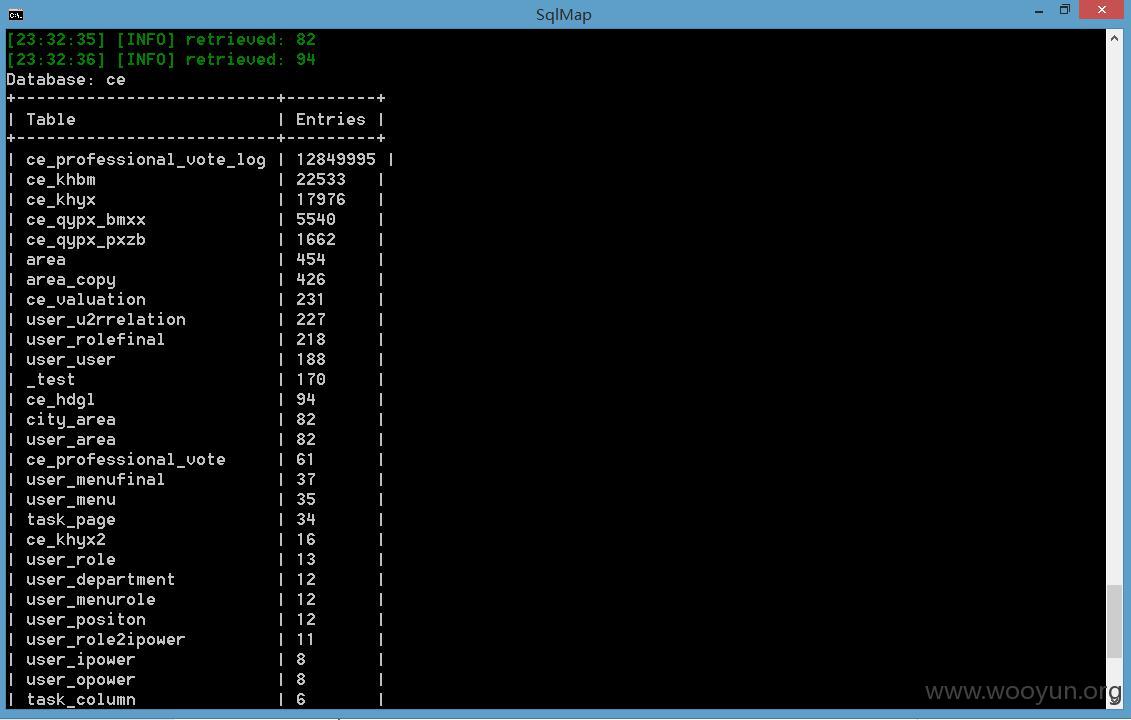 SqlMap
[23:32:35] [INFO] retrieved: 82
[23:32:36] [INFO] retrieved: 94
Database: ce
+--------------------------+---------+
| Table                    | Entries |
+--------------------------+---------+
| ce_professional_vote_log | 12849995 |
| ce_khbm                  | 22533   |
| ce_khyx                  | 17976   |
| ce_qypx_bmxx             | 5540    |
| ce_qypx_pxzb             | 1662    |
| area                     | 454     |
| area_copy                | 426     |
| ce_valuation             | 231     |
| user_u2rrelation         | 227     |
| user_rolefinal           | 218     |
| user_user                | 188     |
| _test                    | 170     |
| ce_hdgl                  | 94      |
| city_area                | 82      |
| user_area                | 82      |
| ce_professional_vote     | 61      |
| user_menufinal           | 37      |
| user_menu                | 35      |
| task_page                | 34      |
| ce_khyx2                 | 16      |
| user_role                | 13      |
| user_department          | 12      |
| user_menurole            | 12      |
| user_positon             | 12      |
| user_role2ipower         | 11      |
| user_ipower              | 8       |
| user_opower              | 8       |
| task_column              | 6       |
www.wooyun.org